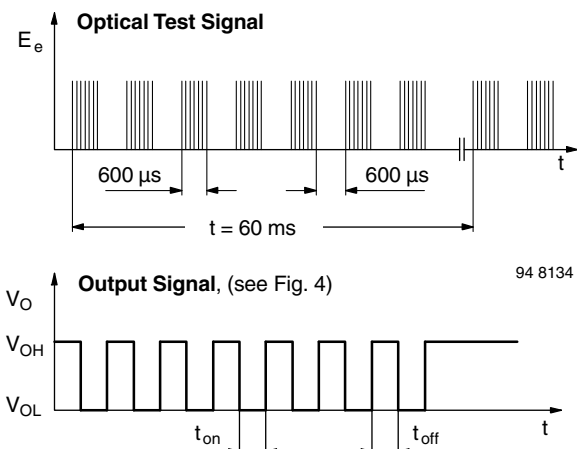 Optical Test Signal
E e
t
600 µs
600 µs
t = 60 ms
94 8134
Output Signal, (see Fig. 4)
VO
VOH
VOL
ton
toff
t